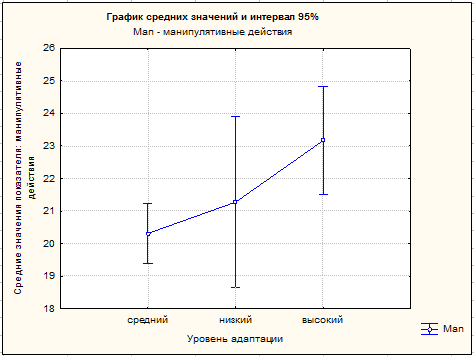 График средних значений и интервал 95%
Man - манипулятивные действия
Средние значения показателя: манипулятивные
действия
26
25
24
23
22
21
20
19
18
средний низкий высокий
Уровень адаптации
Man